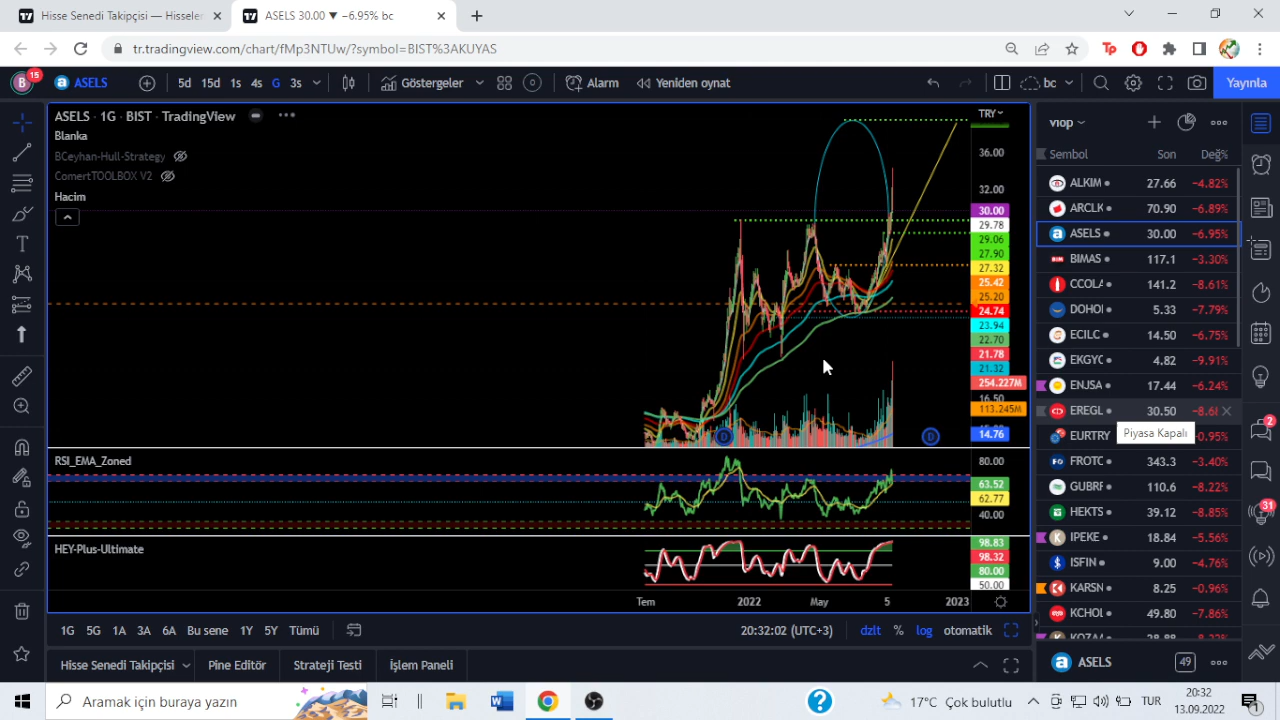 Hisse Senedi Takipçisi — Hisseler
ASELS 30.00 ▼ −6.95% bc
tr.tradingview.com/chart/fMp3NTUw/?symbol=BIST%3AKUYAS
B 15
ASELS
5d 15d 1s 4s G 3s
Göstergeler
Alarm
Yeniden oynat
bc
Yayınla
ASELS · 1G · BIST · TradingView
Blanka
BCeyhan-Hull-Strategy
ComertTOOLBOX V2
Hacim
TRY
36.00
32.00
30.00
29.78
29.06
27.90
27.32
25.42
25.20
24.74
23.94
22.70
21.78
21.32
254.227M
16.50
113.245M
14.76
D
D
RSI_EMA_Zoned
80.00
63.52
62.77
40.00
HEY-Plus-Ultimate
98.83
98.32
80.00
50.00
Tem 2022 May 5 2023
1G 5G 1A 3A 6A Bu sene 1Y 5Y Tümü
20:32:02 (UTC+3)
dzlt % log otomatik
Hisse Senedi Takipçisi
Pine Editör
Strateji Testi
İşlem Paneli
viop
Sembol Son Değ%
ALKIM 27.66 −4.82%
ARCLK 70.90 −6.89%
ASELS 30.00 −6.95%
BIMAS 117.1 −3.30%
CCOLA 141.2 −8.61%
DOHOL 5.33 −7.79%
ECILC 14.50 −6.75%
EKGYO 4.82 −9.91%
ENJSA 17.44 −6.24%
EREGL 30.50 −8.68
Piyasa Kapalı
EURTRY 0.95%
FROTO 343.3 −3.40%
GUBRF 110.6 −8.22%
HEKTS 39.12 −8.85%
IPEKE 18.84 −5.56%
ISFIN 9.00 −4.76%
KARSN 8.25 −0.96%
KCHOL 49.80 −7.86%
ASELS
49
2
31
Aramak için buraya yazın
17°C Çok bulutlu
TUR
20:32
13.09.2022
1